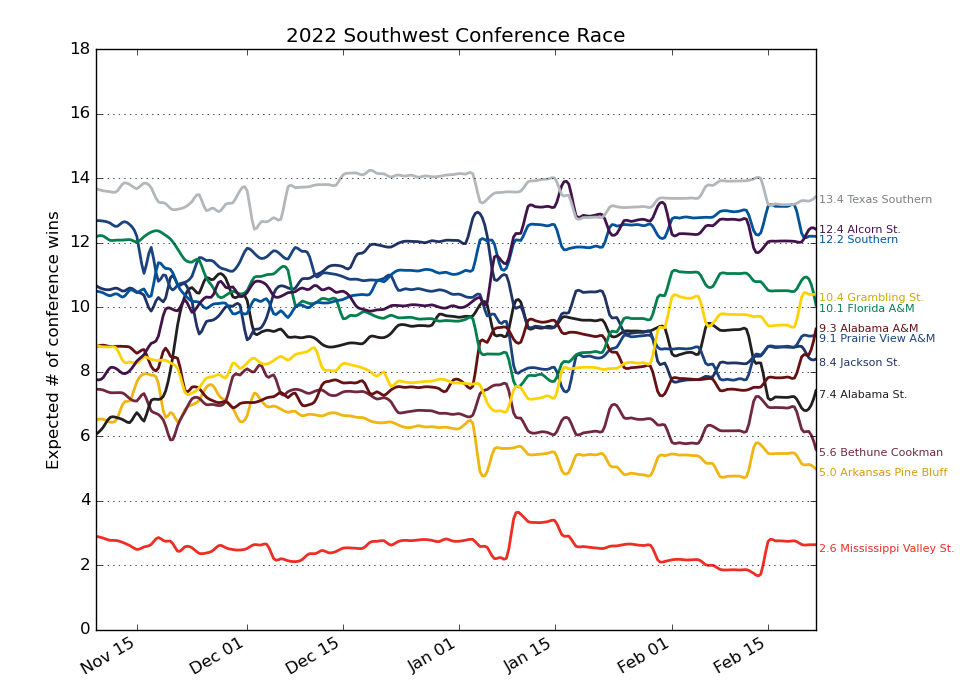 2022 Southwest Conference Race
Expected # of conference wins
18
16
14
12
10
8
6
4
2
0
Nov 15
Dec 01
Dec 15
Jan 01
Jan 15
Feb 01
Feb 15
13.4 Texas Southern
12.4 Alcorn St.
12.2 Southern
10.4 Grambling St.
10.1 Florida A&M
9.3 Alabama A&M
9.1 Prairie View A&M
8.4 Jackson St.
7.4 Alabama St.
5.6 Bethune Cookman
5.0 Arkansas Pine Bluff
2.6 Mississippi Valley St.